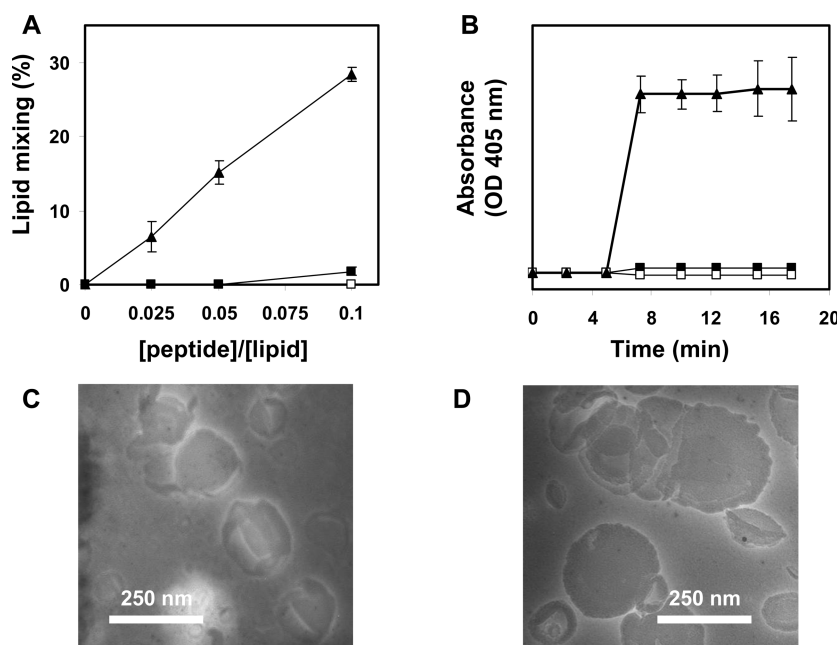 A
Lipid mixing (%)
30
20
10
0
0 0.025 0.05 0.075 0.1
[peptide]/[lipid]
B
Absorbance
(OD 405 nm)
0 4 8 12 16 20
Time (min)
C
250 nm
D
250 nm